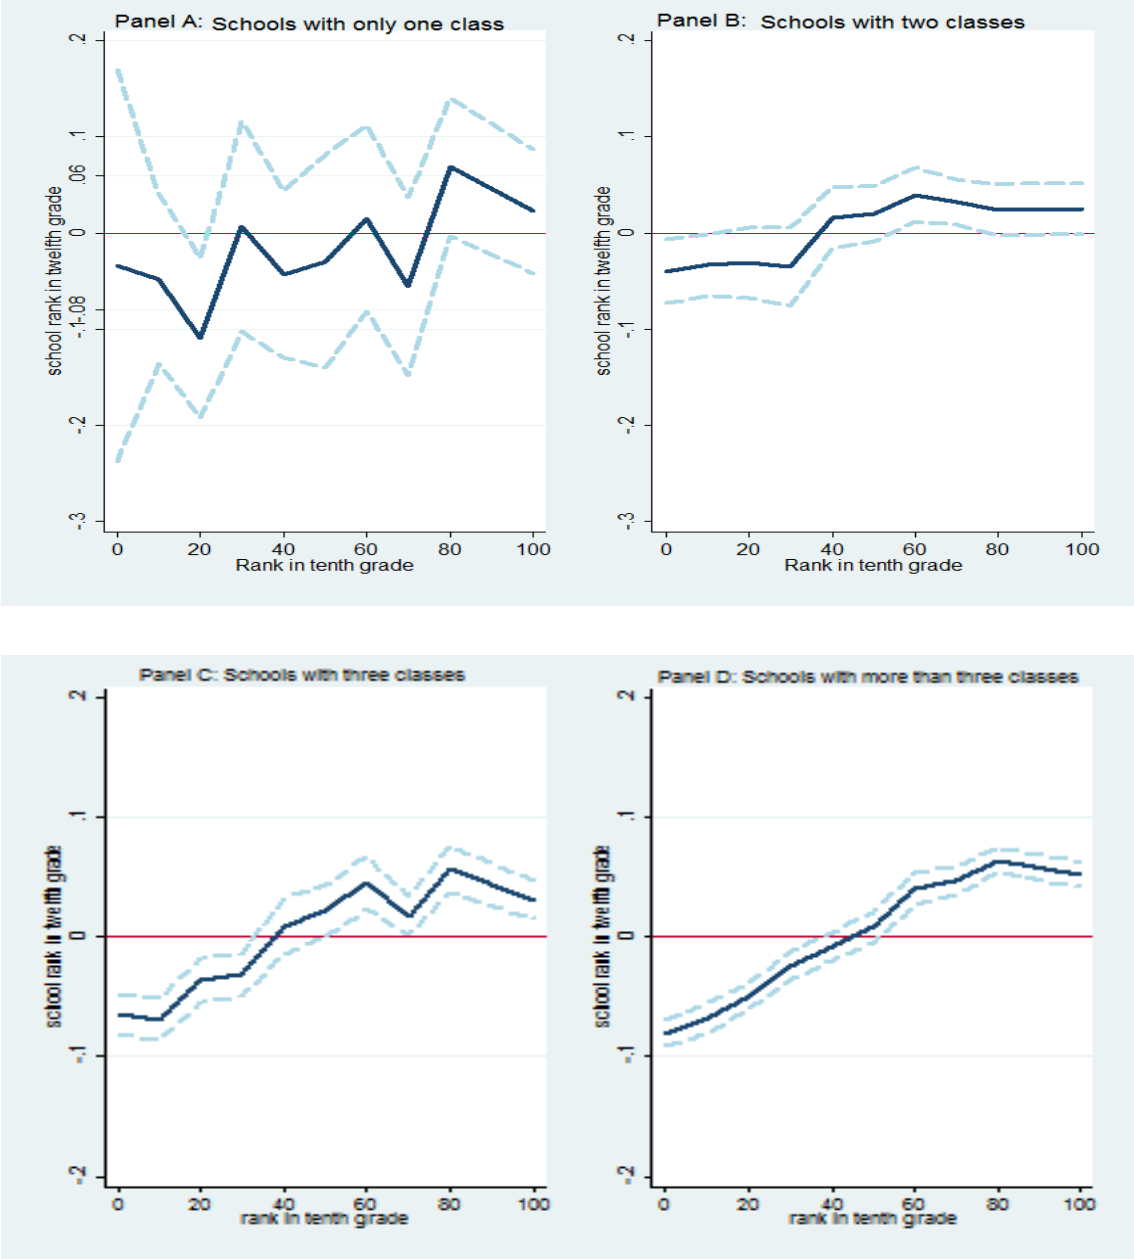 Panel A: Schools with only one class
school rank in twelfth grade
.2
.1
.06
0
-.08
-.1
-.2
-.3
0 20 40 60 80 100
Rank in tenth grade
Panel B: Schools with two classes
school rank in twelfth grade
.2
.1
0
-.1
-.2
-.3
0 20 40 60 80 100
Rank in tenth grade
Panel C: Schools with three classes
school rank in twelfth grade
.2
.1
0
-.1
-.2
0 20 40 60 80 100
rank in tenth grade
Panel D: Schools with more than three classes
school rank in twelfth grade
.2
.1
0
-.1
-.2
0 20 40 60 80 100
rank in tenth grade